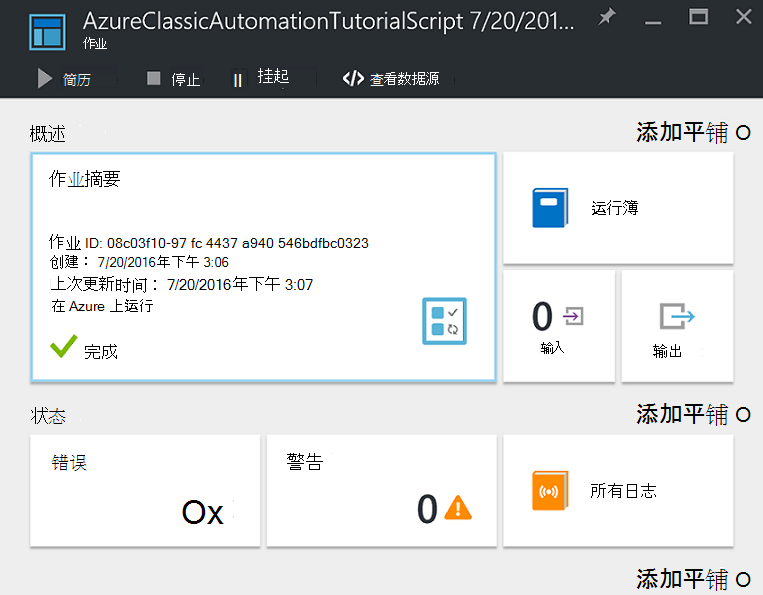 AzureClassicAutomationTutorialScript 7/20/201...
作业
简历 停止 挂起 </> 查看数据源
概述 添加平铺 O
作业摘要
作业 ID: 08c03f10-97 fc 4437 a940 546bdfbc0323
创建： 7/20/2016年下午 3:06
上次更新时间： 7/20/2016年下午 3:07
在 Azure 上运行
完成
运行簿
0
输入
输出
状态 添加平铺 O
错误
Ox
警告
0
所有日志
添加平铺 O